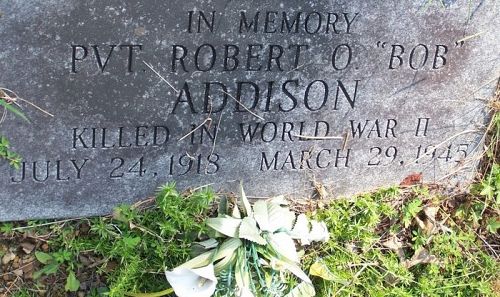 IN MEMORY
PVT. ROBERT O. "BOB"
ADDISON
KILLED IN WORLD WAR II
JULY 24, 1918 MARCH 29, 1945